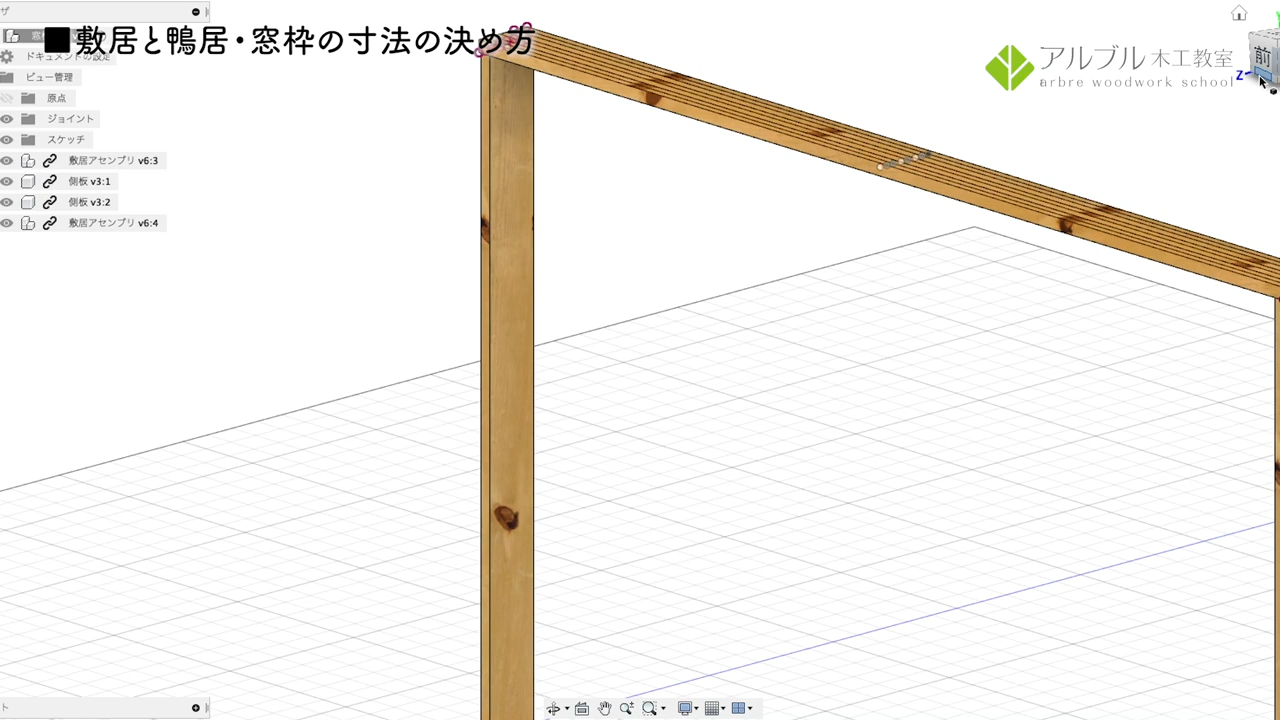 ザ
■敷居と鴨居・窓枠の寸法の決め方
ドキュメントの設定
ビュー管理
原点
ジョイント
スケッチ
敷居アセンブリ v6:3
側板 v3:1
側板 v3:2
敷居アセンブリ v6:4
アルブル木工教室
arbre woodwork school
前
Z
ト